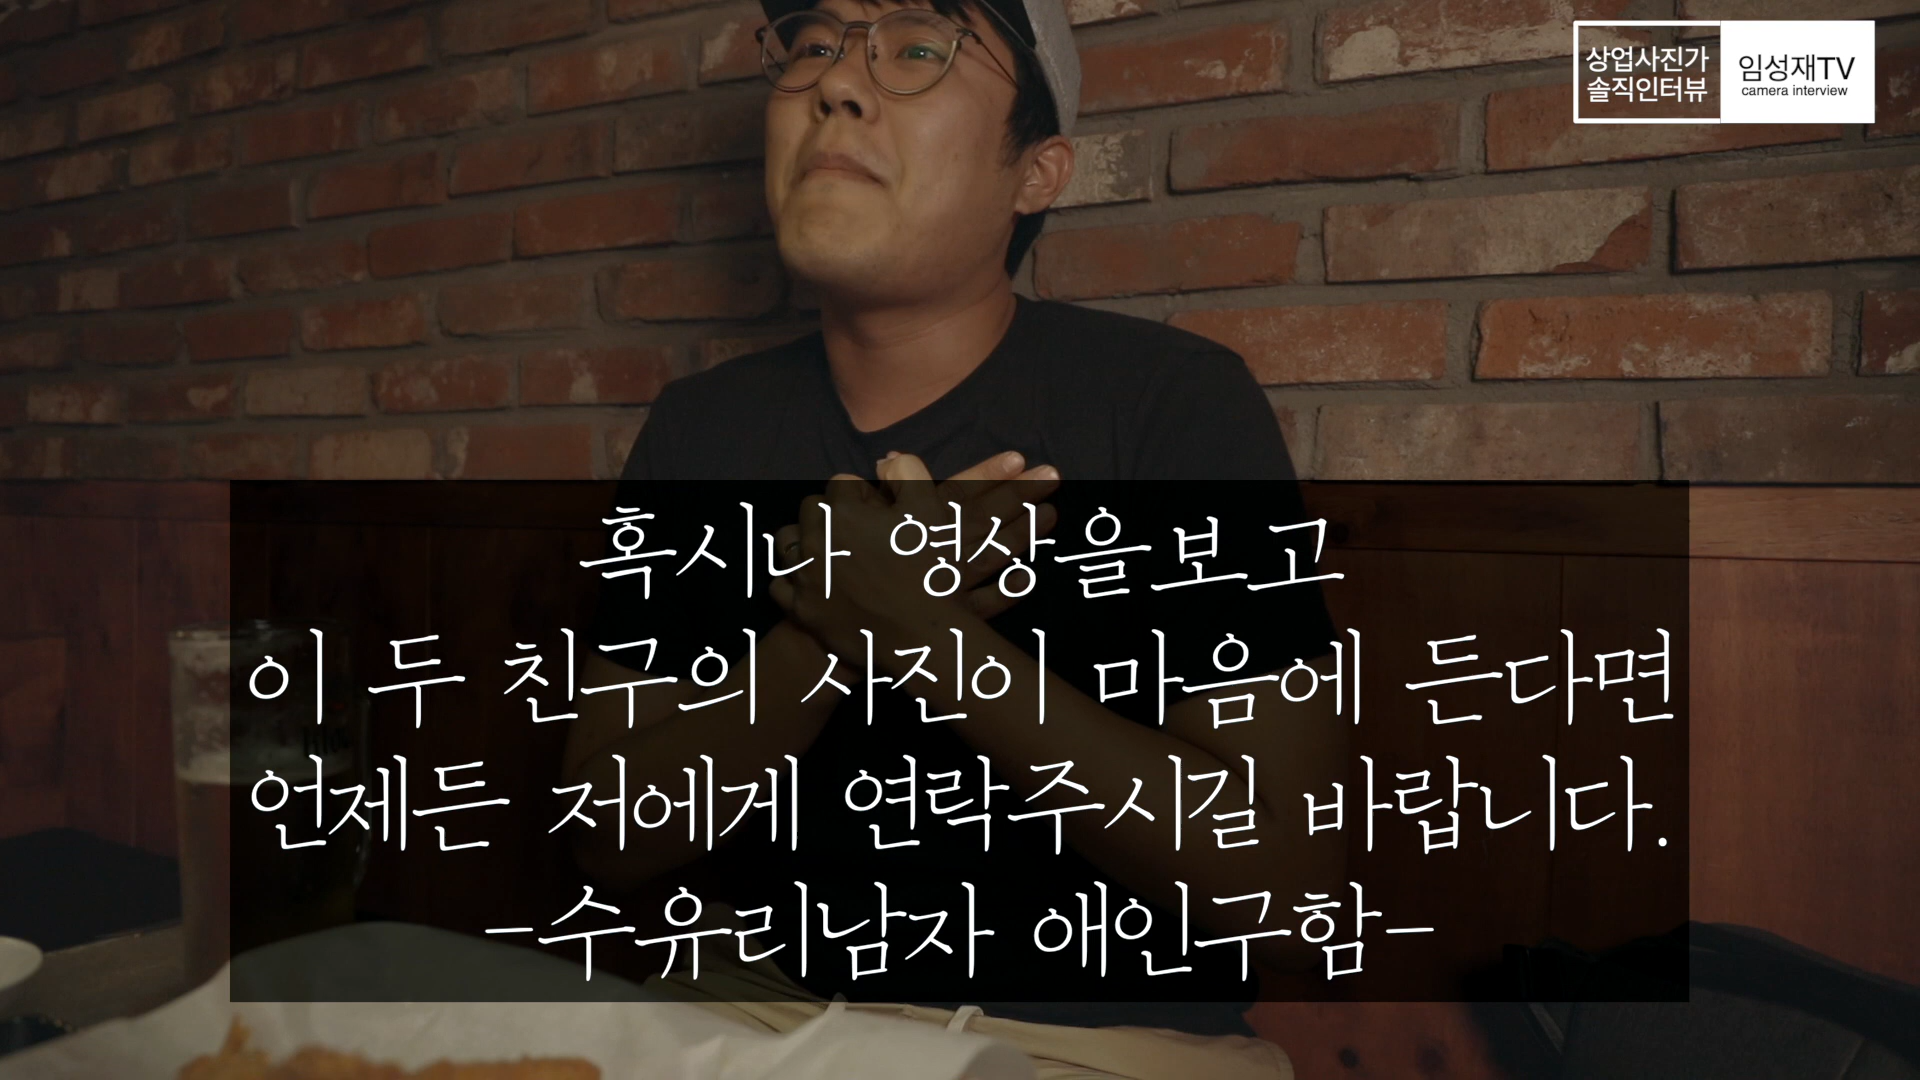 상업사진가
솔직인터뷰
임성재TV
camera interview
혹시나 영상을보고
이 두 친구의 사진이 마음에 든다면
언제든 저에게 연락주시길 바랍니다.
-수유리남자 애인구함-